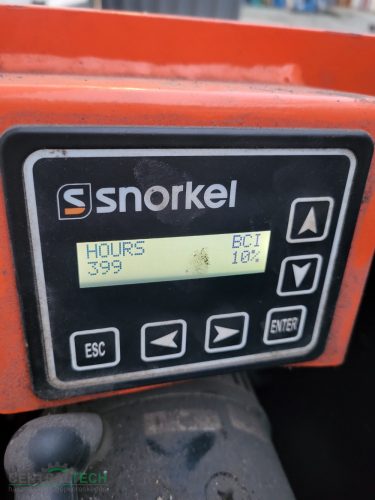 snorkel
HOURS BCI
399 10%
ESC
ENTER